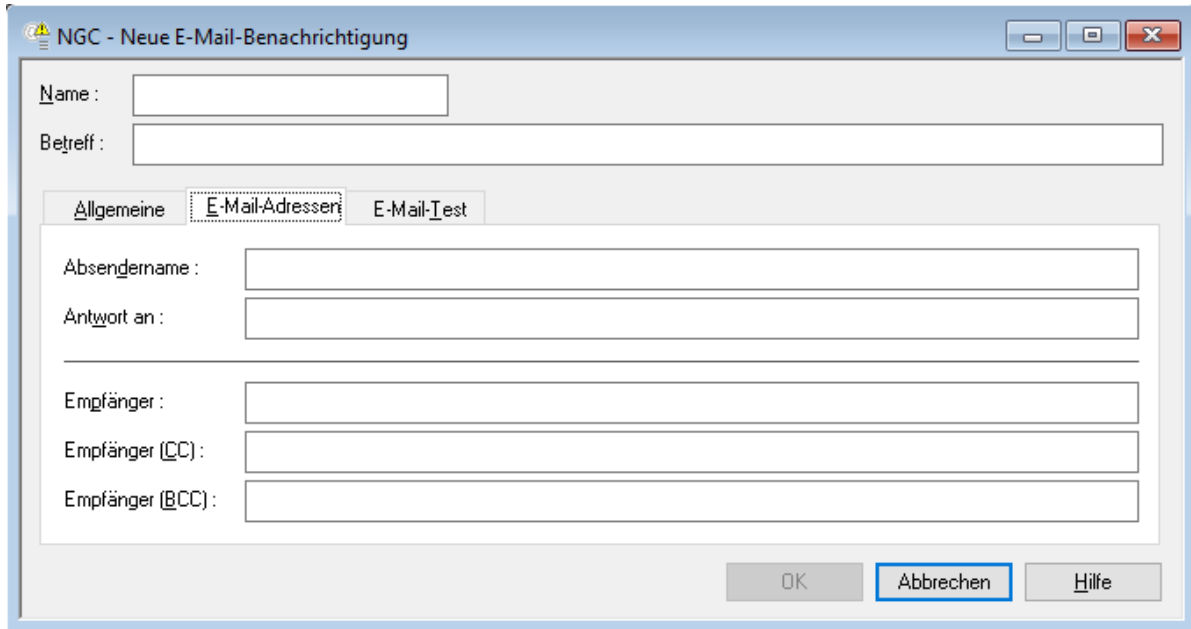 NGC - Neue E-Mail-Benachrichtigung
Name :
Betreff :
Allgemeine E-Mail-Adressen E-Mail-Test
Absendername :
Antwort an :
Empfänger :
Empfänger (CC) :
Empfänger (BCC) :
OK Abbrechen Hilfe